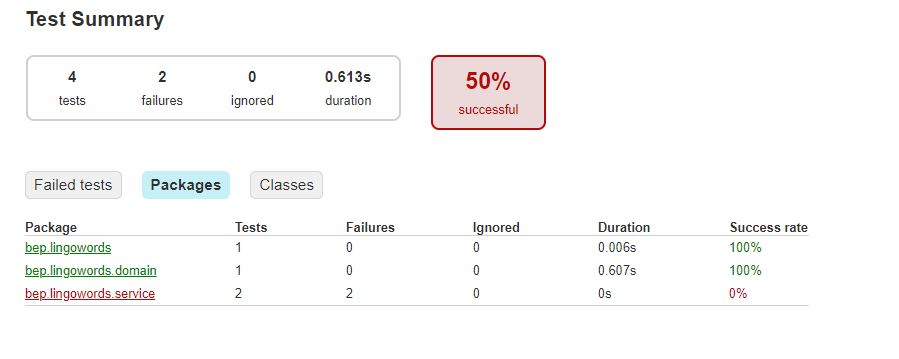 Test Summary
4 2 0 0.613s
tests failures ignored duration
50%
successful
Failed tests Packages Classes
Package Tests Failures Ignored Duration Success rate
bep.lingowords 1 0 0 0.006s 100%
bep.lingowords.domain 1 0 0 0.607s 100%
bep.lingowords.service 2 2 0 0s 0%